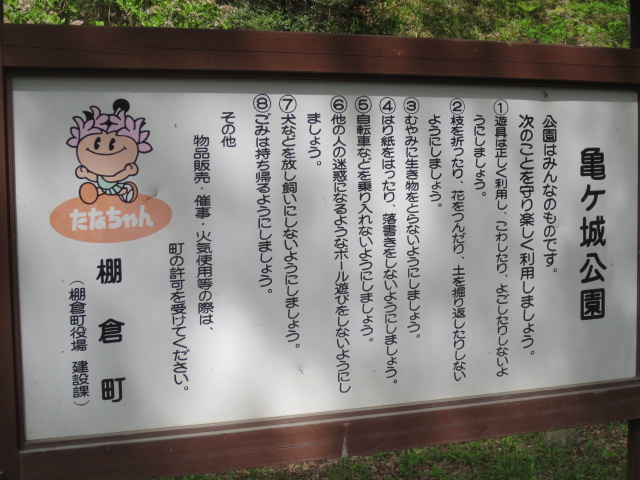 亀ヶ城公園
公園はみんなのものです。
次のことを守り楽しく利用しましょう。
①遊具は正しく利用し、こわしたり、よごしたりしないよ
うにしましょう。
②枝を折ったり、花をつんだり、土を掘り返したりしない
ようにしましょう。
③むやみに生き物をとらないようにしましょう。
④はり紙をはったり、落書きをしないようにしましょう。
⑤自転車などを乗り入れないようにしましょう。
⑥他の人の迷惑になるようなボール遊びをしないようにし
ましょう。
⑦犬などを放し飼いにしないようにしましょう。
⑧ごみは持ち帰るようにしましょう。
その他
物品販売・催事・火気使用等の際は、
町の許可を受けてください。
たなちゃん
棚倉町
（棚倉町役場 建設課）